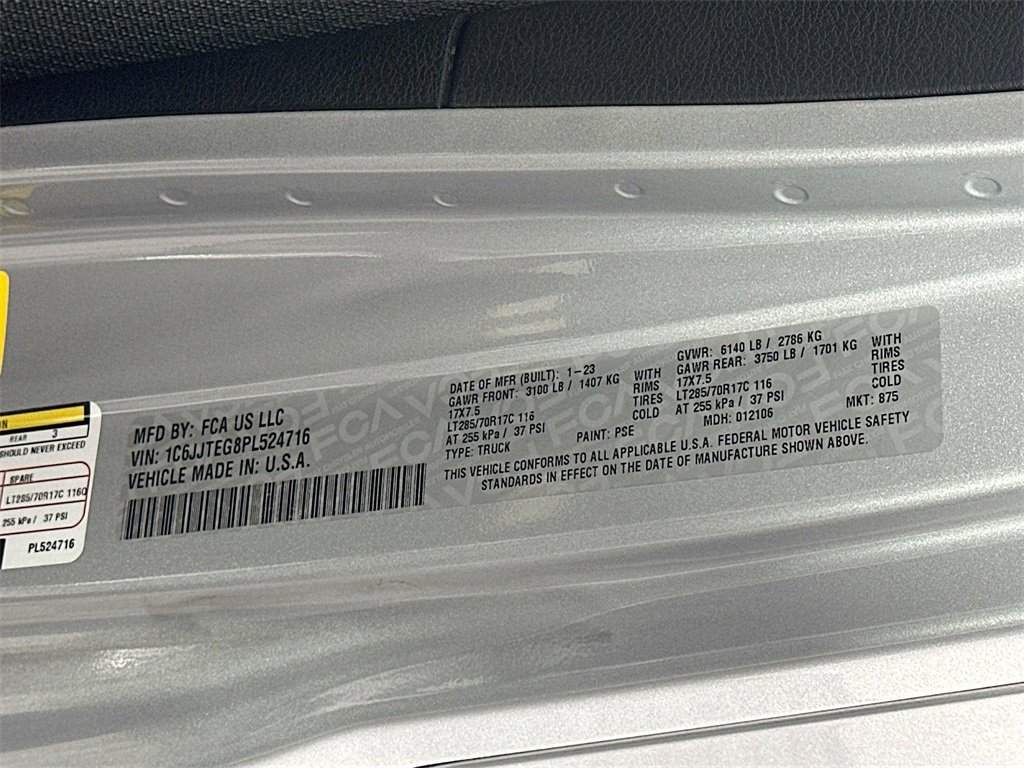 MFD BY: FCA US LLC
VIN: 1C6JJTEG8PL524716
VEHICLE MADE IN: U.S.A.
DATE OF MFR (BUILT): 1-23
GAWR FRONT: 3100 LB / 1407 KG WITH
17X7.5 RIMS
LT285/70R17C 116 TIRES
AT 255 kPa / 37 PSI COLD
TYPE: TRUCK
PAINT: PSE
GVWR: 6140 LB / 2786 KG
GAWR REAR: 3750 LB / 1701 KG WITH
17X7.5 RIMS
LT285/70R17C 116 TIRES
AT 255 kPa / 37 PSI COLD
MDH: 012106
MKT: 875
THIS VEHICLE CONFORMS TO ALL APPLICABLE U.S.A. FEDERAL MOTOR VEHICLE SAFETY
STANDARDS IN EFFECT ON THE DATE OF MANUFACTURE SHOWN ABOVE.
REAR 3
SHOULD NEVER EXCEED
SPARE
LT285/70R17C 116Q
255 kPa / 37 PSI
PL524716